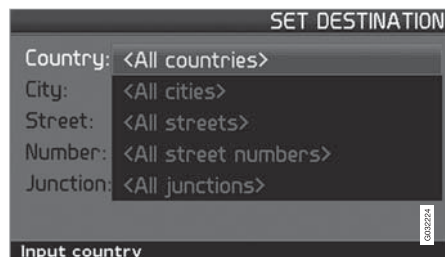 SET DESTINATION
Country: <All countries>
City: <All cities>
Street: <All streets>
Number: <All street numbers>
Junction: <All junctions>
G032224
Input country